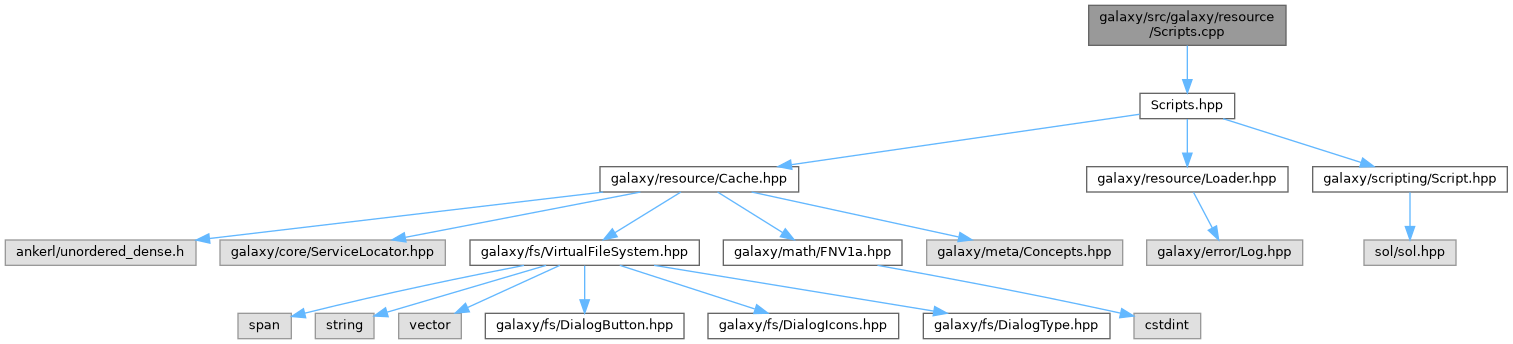 galaxy/src/galaxy/resource
/Scripts.cpp
Scripts.hpp
galaxy/resource/Cache.hpp
galaxy/resource/Loader.hpp
galaxy/scripting/Script.hpp
ankerl/unordered_dense.h
galaxy/core/ServiceLocator.hpp
galaxy/fs/VirtualFileSystem.hpp
galaxy/math/FNV1a.hpp
galaxy/meta/Concepts.hpp
galaxy/error/Log.hpp
sol/sol.hpp
span
string
vector
galaxy/fs/DialogButton.hpp
galaxy/fs/DialogIcons.hpp
galaxy/fs/DialogType.hpp
cstdint